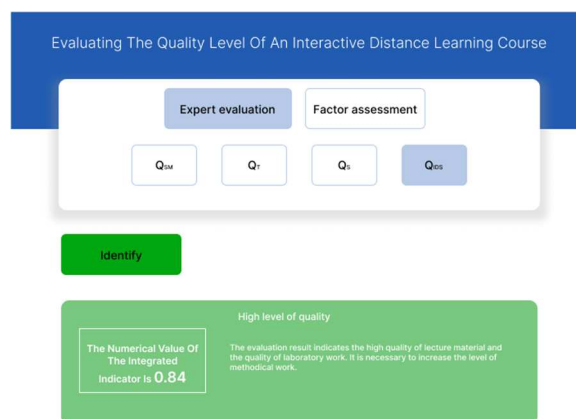 Evaluating The Quality Level Of An Interactive Distance Learning Course
Expert evaluation
Factor assessment
QSM
QT
QS
QIDS
Identify
High level of quality
The Numerical Value Of
The Integrated
Indicator Is 0.84
The evaluation result indicates the high quality of lecture material and
the quality of laboratory work. It is necessary to increase the level of
methodical work.